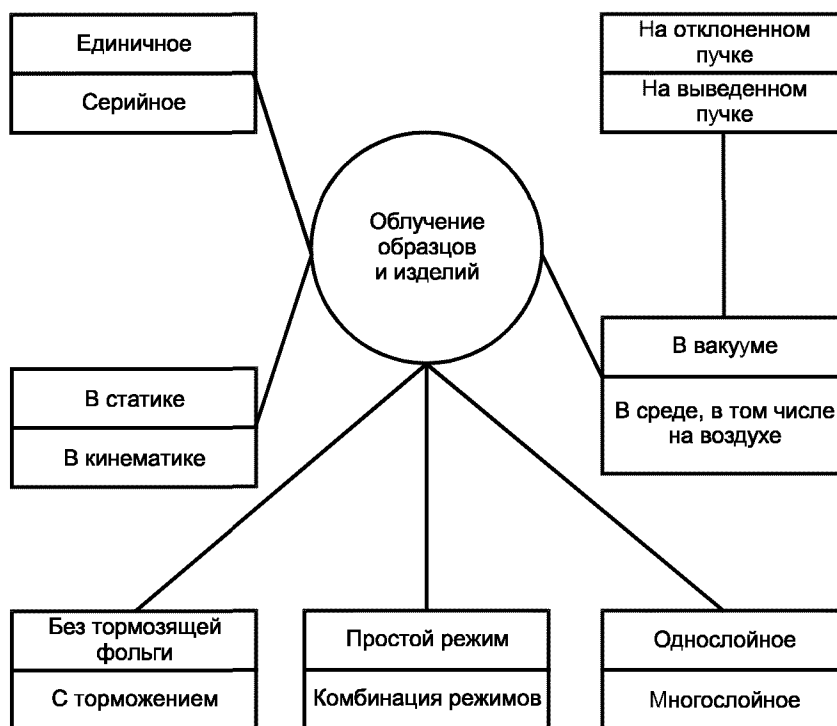 Единичное
Серийное
На отклоненном
пучке
На выведенном
пучке
Облучение
образцов
и изделий
В статике
В кинематике
В вакууме
В среде, в том числе
на воздухе
Без тормозящей
фольги
С торможением
Простой режим
Комбинация режимов
Однослойное
Многослойное